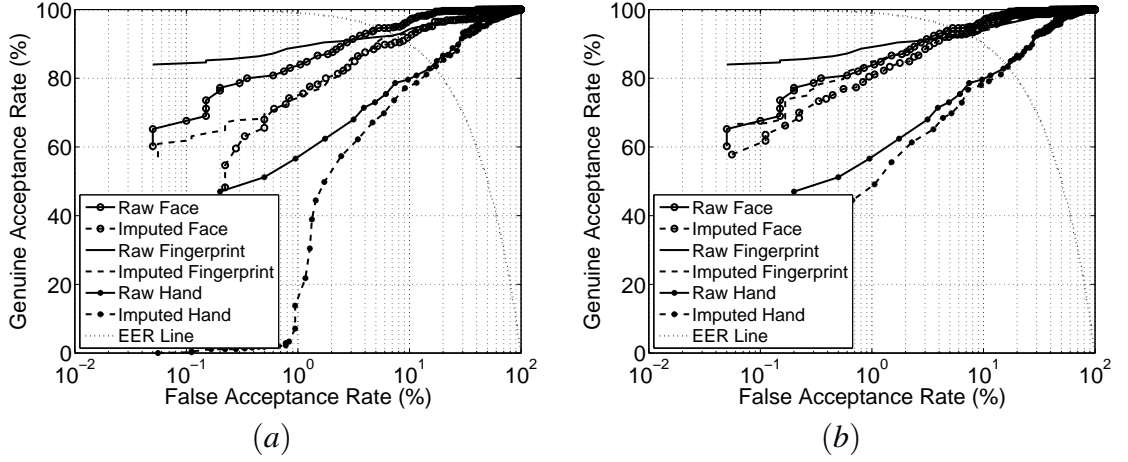 100
80
60
40
20
0
Genuine Acceptance Rate (%)
Raw Face
Imputed Face
Raw Fingerprint
Imputed Fingerprint
Raw Hand
Imputed Hand
EER Line
10^-2
10^-1
10^0
10^1
10^2
False Acceptance Rate (%)
(a)
100
80
60
40
20
0
Genuine Acceptance Rate (%)
Raw Face
Imputed Face
Raw Fingerprint
Imputed Fingerprint
Raw Hand
Imputed Hand
EER Line
10^-2
10^-1
10^0
10^1
10^2
False Acceptance Rate (%)
(b)